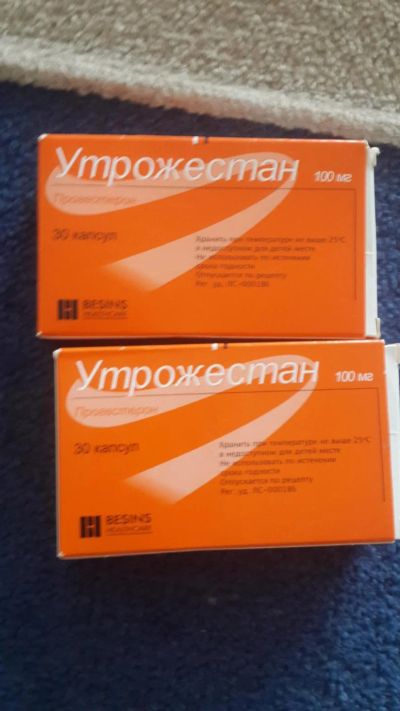 Утрожестан 100 мг
Прогестерон
30 капсул
Хранить при температуре не выше 25°C
в недоступном для детей месте
Не использовать по истечении
срока годности
Отпускается по рецепту
Рег. уд. ЛС-000186
BESINS
HEALTHCARE
Утрожестан 100 мг
Прогестерон
30 капсул
Хранить при температуре не выше 25°C
в недоступном для детей месте
Не использовать по истечении
срока годности
Отпускается по рецепту
Рег. уд. ЛС-000186
BESINS
HEALTHCARE